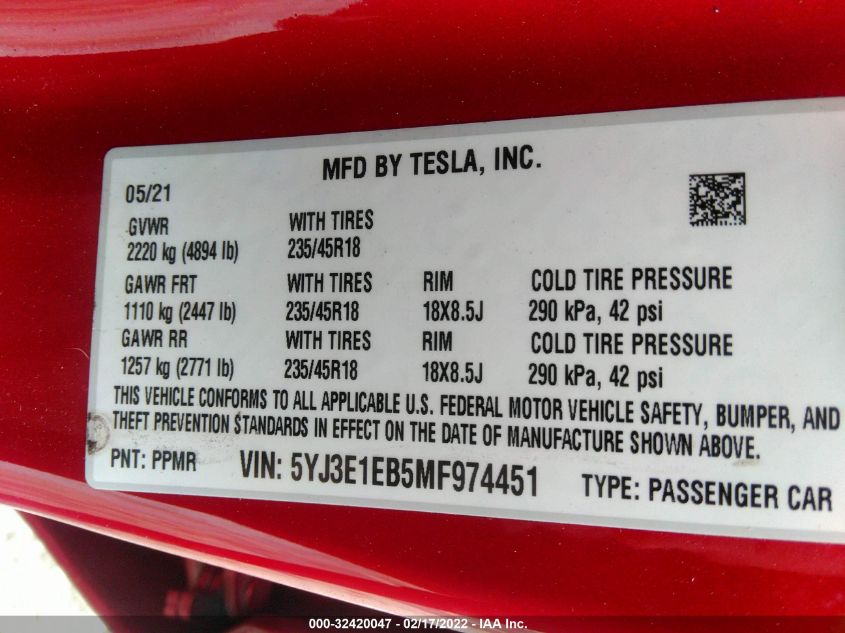 MFD BY TESLA, INC.
05/21
GVWR WITH TIRES
2220 kg (4894 lb) 235/45R18
GAWR FRT WITH TIRES RIM COLD TIRE PRESSURE
1110 kg (2447 lb) 235/45R18 18X8.5J 290 kPa, 42 psi
GAWR RR WITH TIRES RIM COLD TIRE PRESSURE
1257 kg (2771 lb) 235/45R18 18X8.5J 290 kPa, 42 psi
THIS VEHICLE CONFORMS TO ALL APPLICABLE U.S. FEDERAL MOTOR VEHICLE SAFETY, BUMPER, AND
THEFT PREVENTION STANDARDS IN EFFECT ON THE DATE OF MANUFACTURE SHOWN ABOVE.
PNT: PPMR VIN: 5YJ3E1EB5MF974451 TYPE: PASSENGER CAR
000-32420047 - 02/17/2022 - IAA Inc.